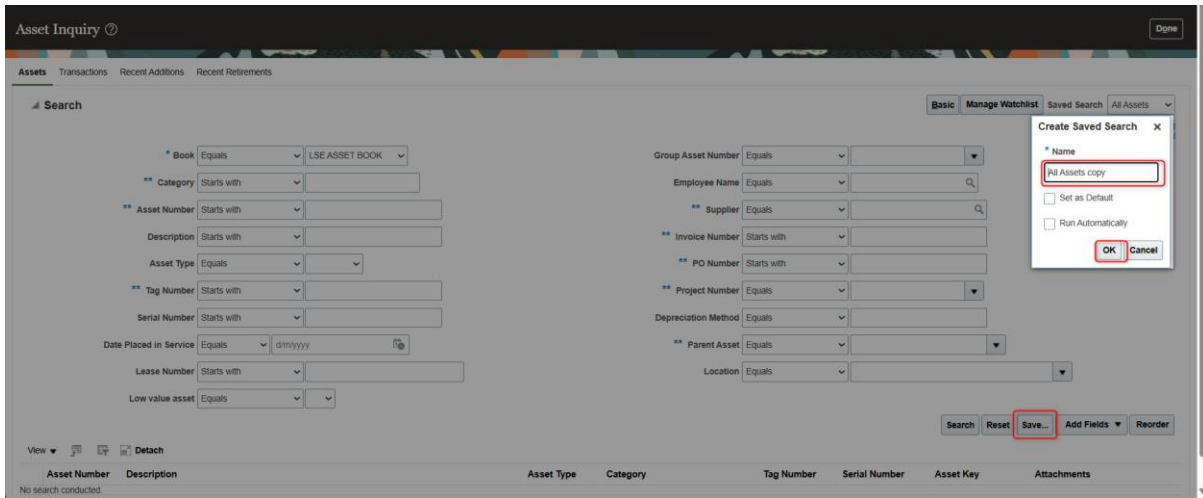 Asset Inquiry
Done
Assets Transactions Recent Additions Recent Retirements
Search
Basic Manage Watchlist Saved Search All Assets
Create Saved Search
* Name
All Assets copy
Set as Default
Run Automatically
OK Cancel
* Book Equals LSE ASSET BOOK
** Category Starts with
** Asset Number Starts with
Description Starts with
Asset Type Equals
** Tag Number Starts with
Serial Number Starts with
Date Placed in Service Equals d/m/yyyy
Lease Number Starts with
Low value asset Equals
Group Asset Number Equals
Employee Name Equals
** Supplier Equals
** Invoice Number Starts with
** PO Number Starts with
** Project Number Equals
Depreciation Method Equals
** Parent Asset Equals
Location Equals
Search Reset Save... Add Fields Reorder
View Detach
Asset Number Description Asset Type Category Tag Number Serial Number Asset Key Attachments
No search conducted.